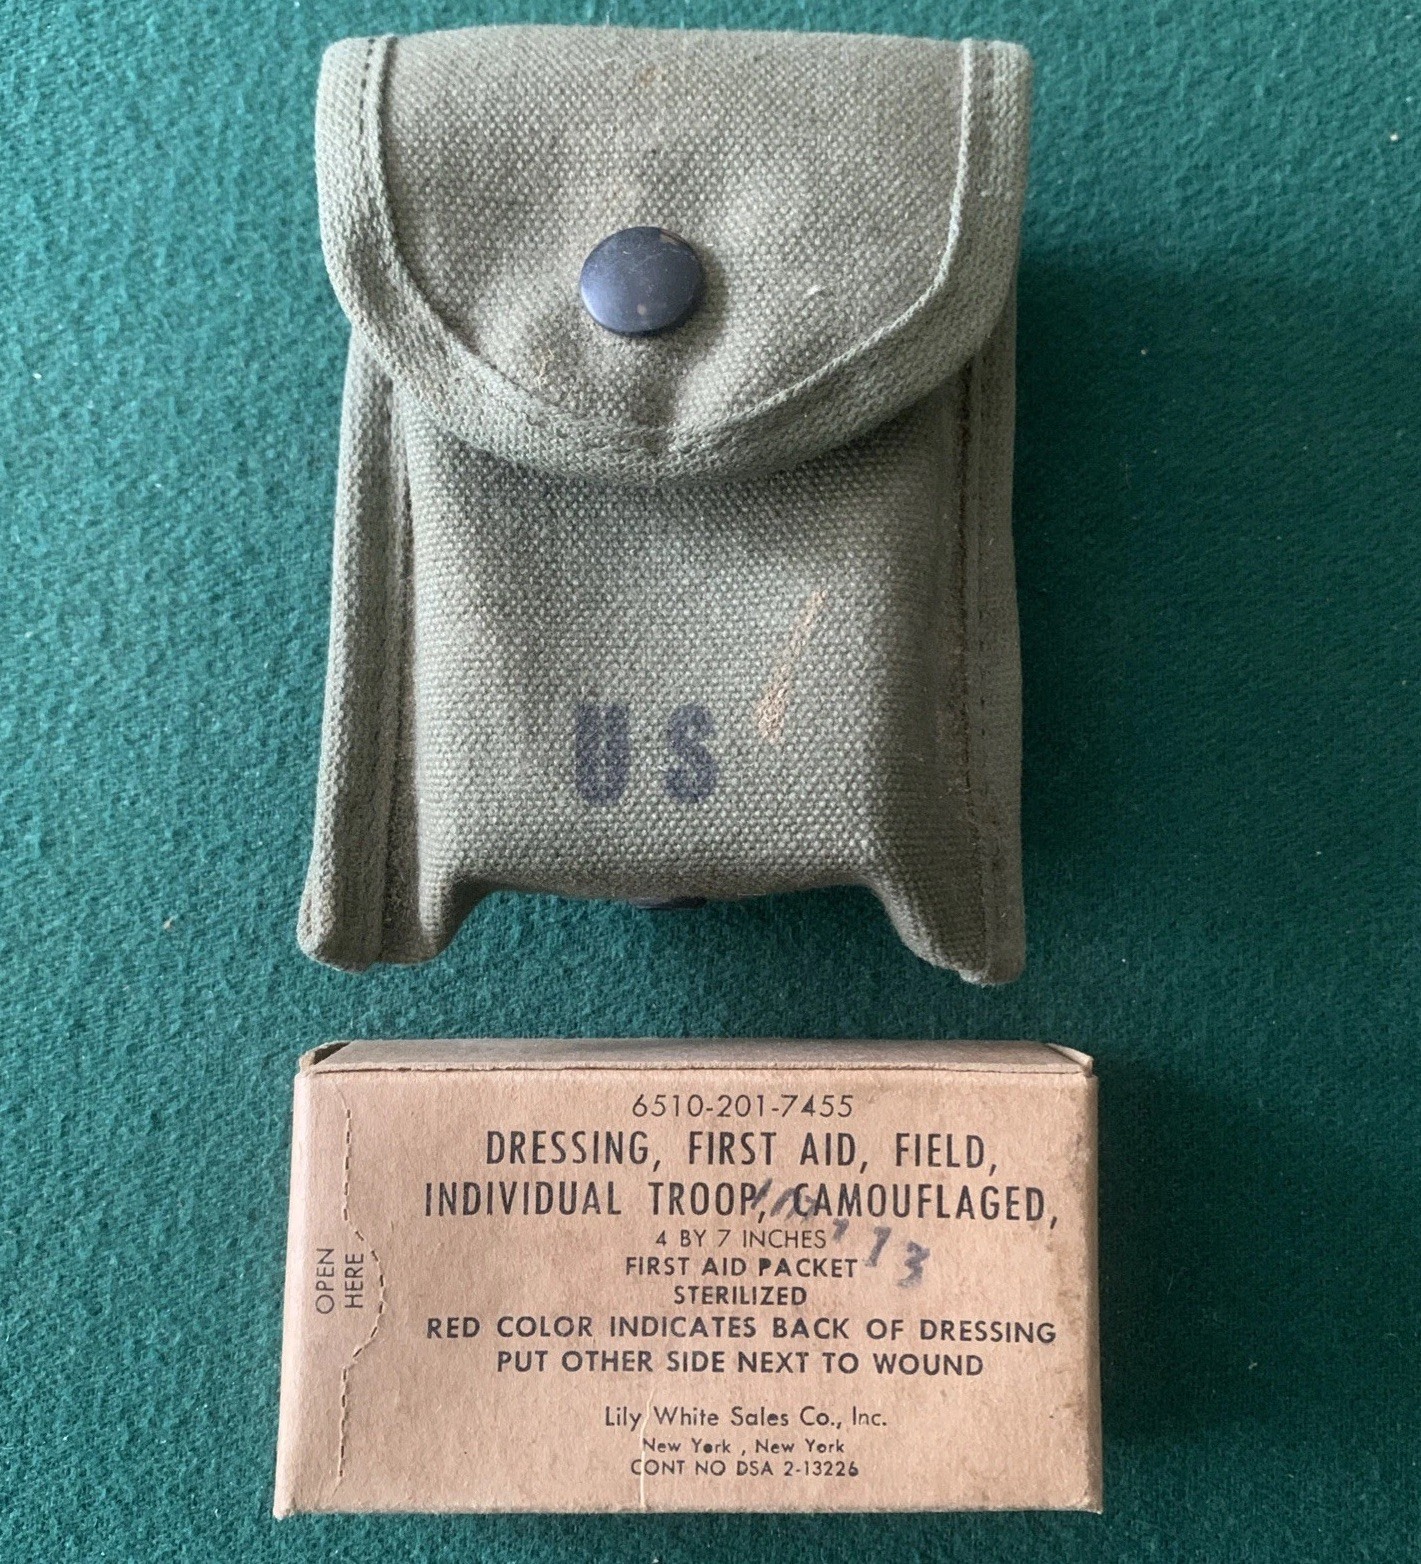 US
6510-201-7455
DRESSING, FIRST AID, FIELD,
INDIVIDUAL TROOP, CAMOUFLAGED,
4 BY 7 INCHES
FIRST AID PACKET
STERILIZED
RED COLOR INDICATES BACK OF DRESSING
PUT OTHER SIDE NEXT TO WOUND
Lily White Sales Co., Inc.
New York, New York
CONT NO DSA 2-13226
OPEN
HERE